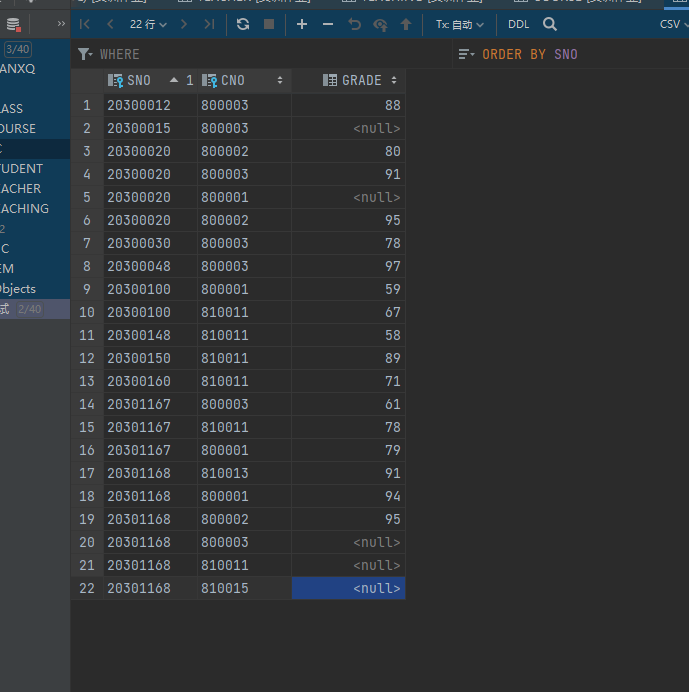 22 行
Tx: 自动
DDL
CSV
3/40
ANXQ
ASS
OURSE
C
TUDENT
EACHER
EACHING
2
C
EM
Objects
试 2/40
WHERE
ORDER BY SNO
SNO 1 CNO GRADE
1 20300012 800003 88
2 20300015 800003 <null>
3 20300020 800002 80
4 20300020 800003 91
5 20300020 800001 <null>
6 20300020 800002 95
7 20300030 800003 78
8 20300048 800003 97
9 20300100 800001 59
10 20300100 810011 67
11 20300148 810011 58
12 20300150 810011 89
13 20300160 810011 71
14 20301167 800003 61
15 20301167 810011 78
16 20301167 800001 79
17 20301168 810013 91
18 20301168 800001 94
19 20301168 800002 95
20 20301168 800003 <null>
21 20301168 810011 <null>
22 20301168 810015 <null>